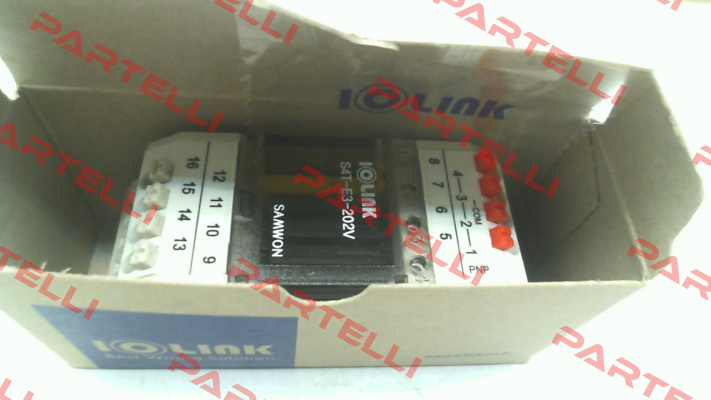 IOLINK
16 15 14 13
12 11 10 9
IOLINK
S4T-E3-202V
SAMWON
8 7 6 5
4-3-2-1
-COM
PNP
IOLINK
Best Wiring Solution
PARTELLI
PARTELLI
PARTELLI
PARTELLI
PARTELLI
PARTELLI
PARTELLI
PARTELLI
PARTELLI